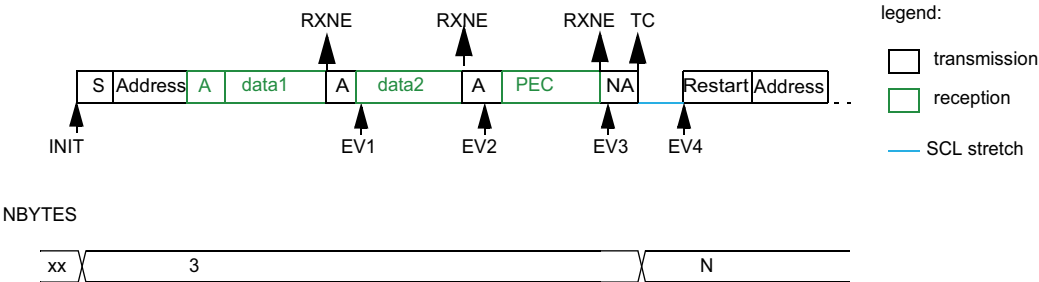 RXNE RXNE RXNE TC legend:
transmission
S Address A data1 A data2 A PEC NA Restart Address
reception
INIT EV1 EV2 EV3 EV4 SCL stretch
NBYTES
xx 3 N